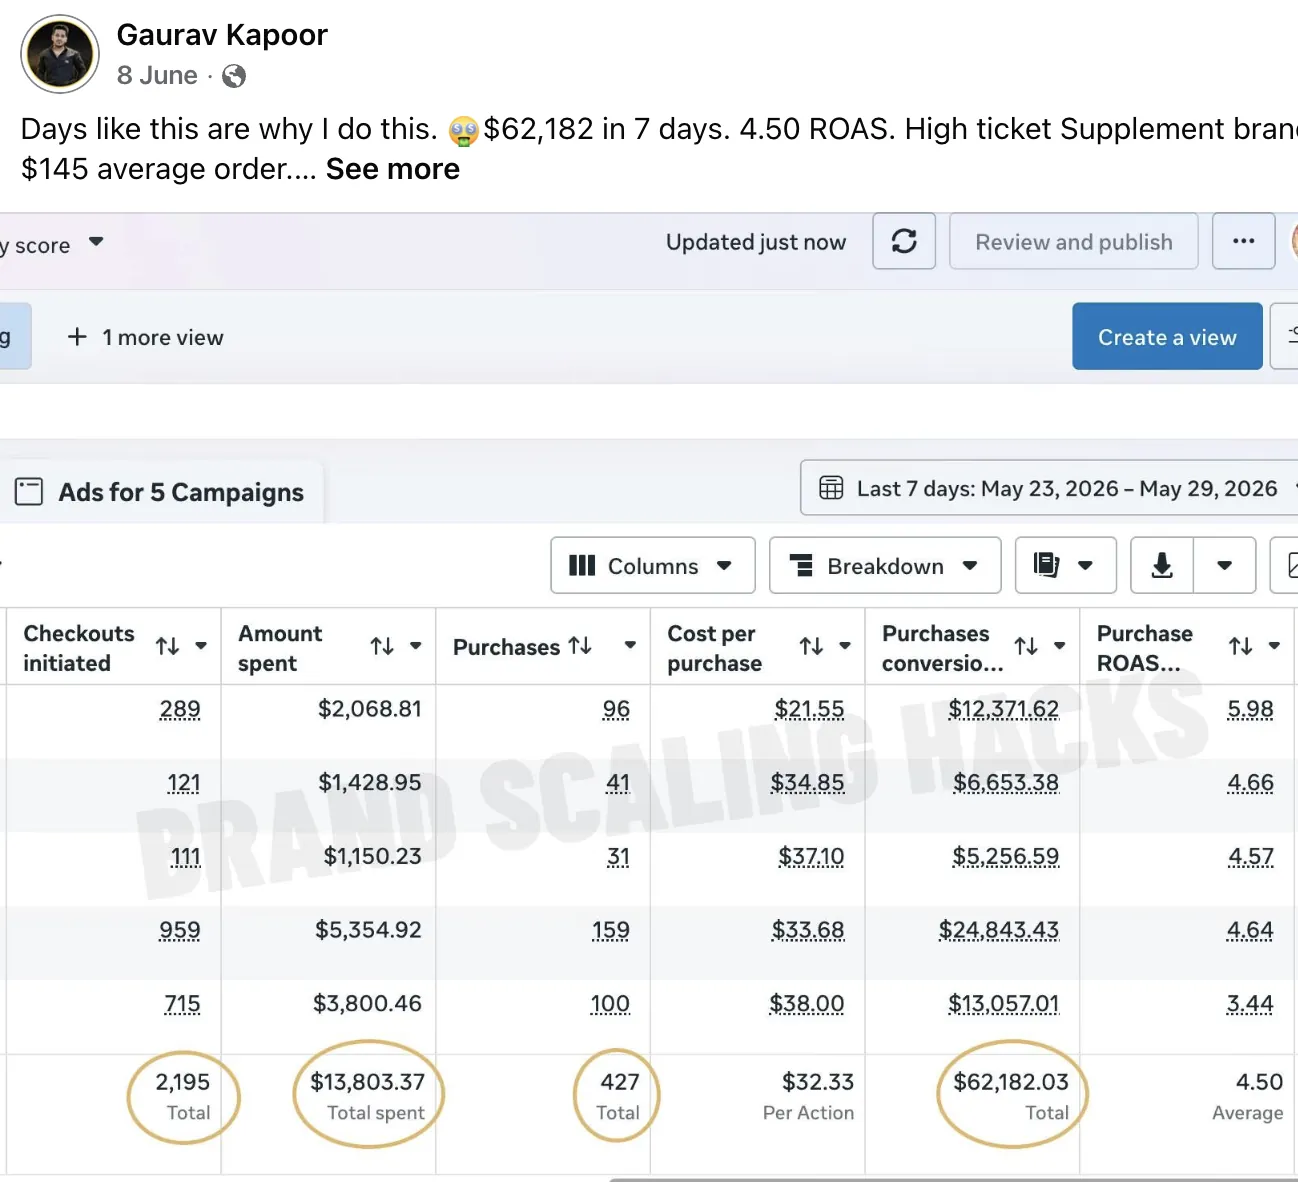 Gaurav Kapoor
8 June ·
Days like this are why I do this. 🤑$62,182 in 7 days. 4.50 ROAS. High ticket Supplement
$145 average order.... See more
y score
Updated just now
Review and publish
g
+ 1 more view
Create a view
Ads for 5 Campaigns
Last 7 days: May 23, 2026 – May 29, 2026
Columns
Breakdown
Checkouts initiated Amount spent Purchases Cost per purchase Purchases conversio... Purchase ROAS...
289 $2,068.81 96 $21.55 $12,371.62 5.98
121 $1,428.95 41 $34.85 $6,653.38 4.66
111 $1,150.23 31 $37.10 $5,256.59 4.57
959 $5,354.92 159 $33.68 $24,843.43 4.64
715 $3,800.46 100 $38.00 $13,057.01 3.44
2,195 $13,803.37 427 $32.33 $62,182.03 4.50
Total Total spent Total Per Action Total Average
BRAND SCALING HACKS